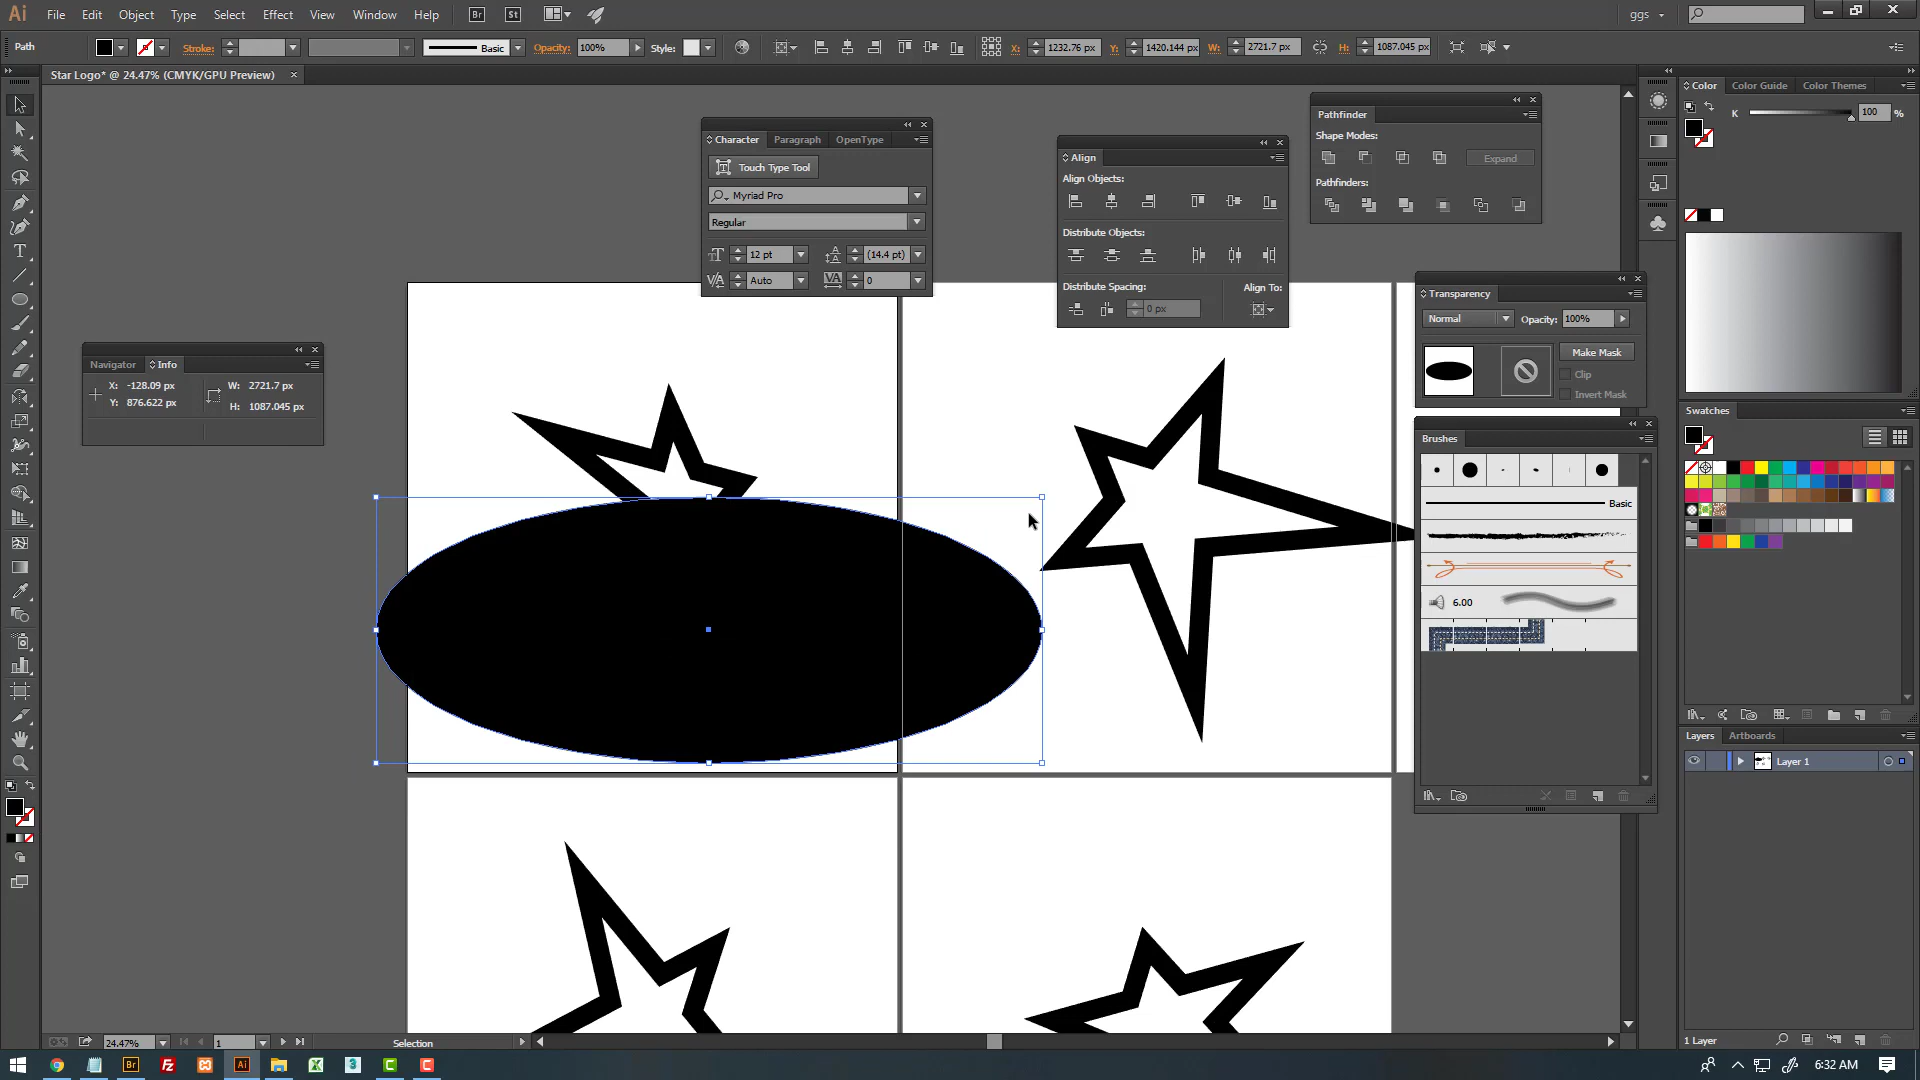 Ai File Edit Object Type Select Effect View Window Help Br St ggs
Path Stroke: Basic Opacity: 100% Style: X: 1232.76 px Y: 1420.144 px W: 2721.7 px H: 1087.045 px
Star Logo* @ 24.47% (CMYK/GPU Preview)
Navigator Info
X: -128.09 px W: 2721.7 px
Y: 876.622 px H: 1087.045 px
Character Paragraph OpenType
Touch Type Tool
Myriad Pro
Regular
12 pt (14.4 pt)
Auto 0
Align
Align Objects:
Distribute Objects:
Distribute Spacing: Align To:
0 px
Pathfinder
Shape Modes:
Expand
Pathfinders:
Transparency
Normal Opacity: 100%
Make Mask
Clip
Invert Mask
Brushes
Basic
6.00
Color Color Guide Color Themes
K 100 %
Swatches
Layers Artboards
Layer 1
1 Layer
24.47% 1 Selection
Br Fz Ai 3 C C 6:32 AM